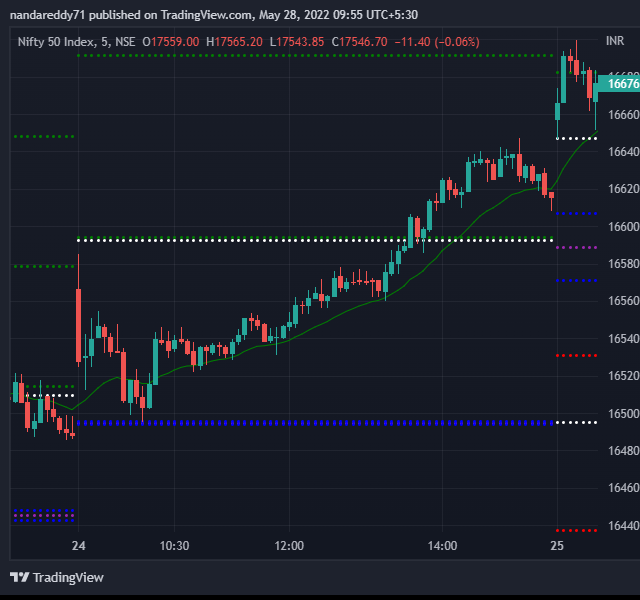 nandareddy71 published on TradingView.com, May 28, 2022 09:55 UTC+5:30
Nifty 50 Index, 5, NSE O17559.00 H17565.20 L17543.85 C17546.70 −11.40 (−0.06%)
INR
16676
16660
16640
16620
16600
16580
16560
16540
16520
16500
16480
16460
16440
24 10:30 12:00 14:00 25
TradingView